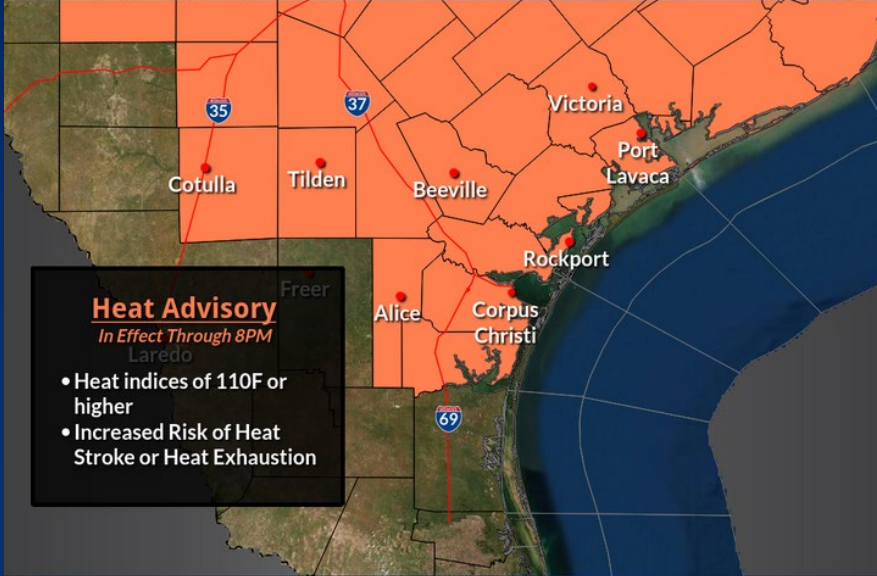 35
37
Victoria
Port
Lavaca
Cotulla
Tilden
Beeville
Rockport
Freer
Alice
Corpus
Christi
Heat Advisory
In Effect Through 8PM
Laredo
•Heat indices of 110F or
higher
•Increased Risk of Heat
Stroke or Heat Exhaustion
69